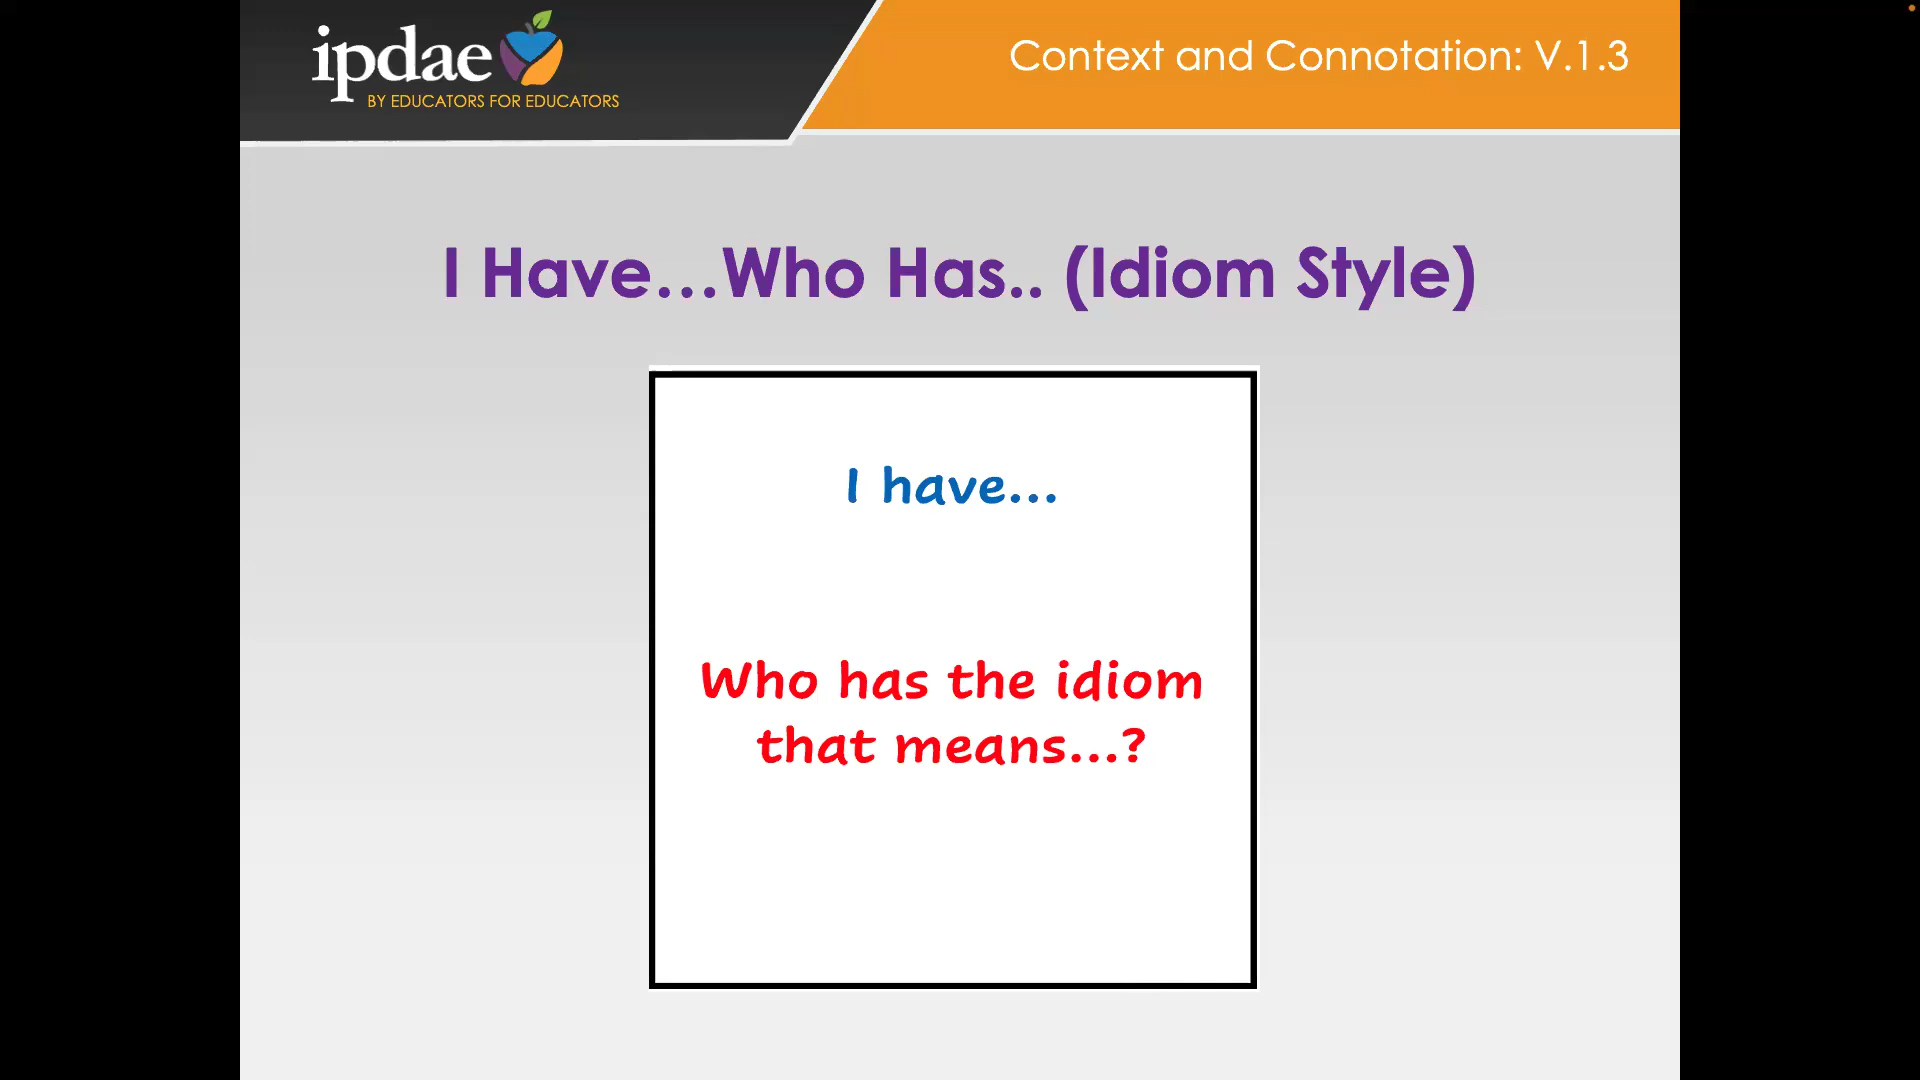 ipdae
BY EDUCATORS FOR EDUCATORS
Context and Connotation: V.1.3
I Have...Who Has.. (Idiom Style)
I have...
Who has the idiom
that means...?